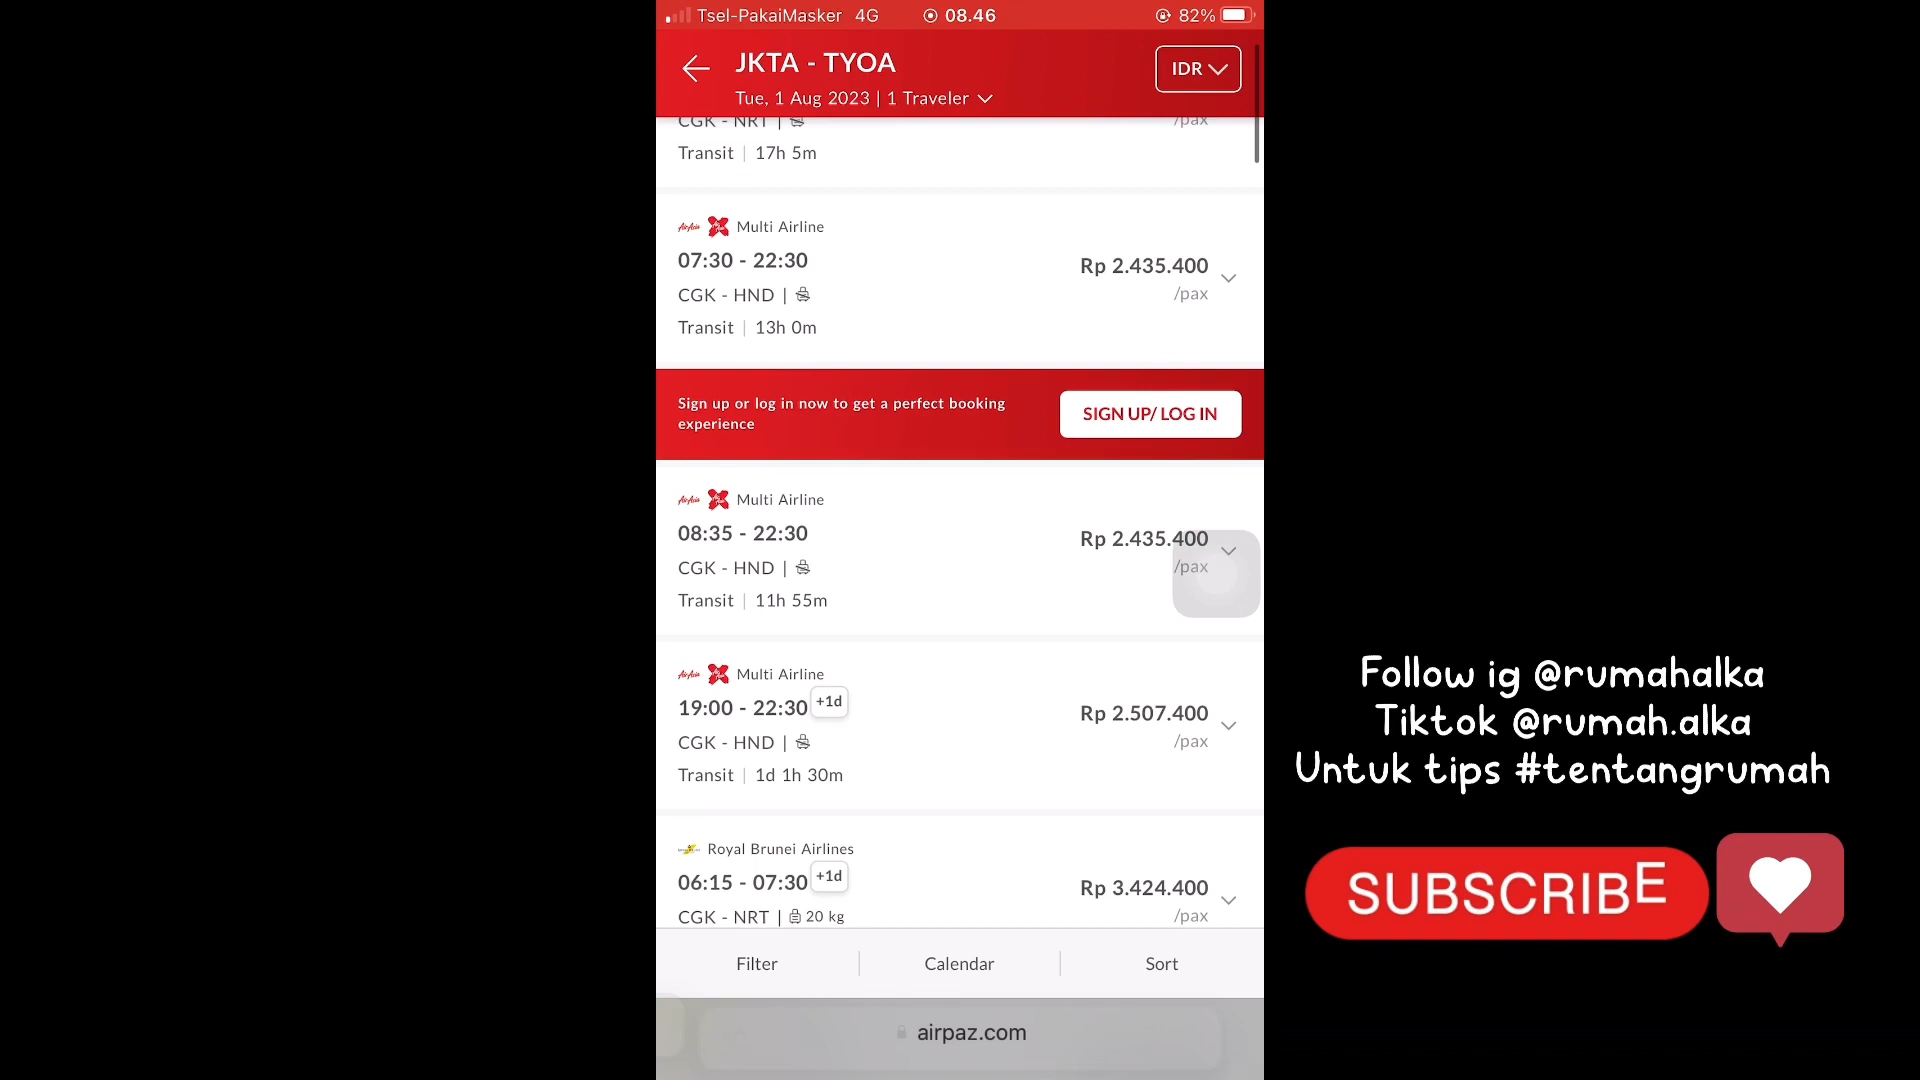 Tsel-PakaiMasker 4G 08.46 82%
JKTA - TYOA
IDR
Tue, 1 Aug 2023 | 1 Traveler
CGK - NRT |
/pax
Transit | 17h 5m
AirAsia Multi Airline
07:30 - 22:30
Rp 2.435.400
/pax
CGK - HND |
Transit | 13h 0m
Sign up or log in now to get a perfect booking
experience
SIGN UP/ LOG IN
AirAsia Multi Airline
08:35 - 22:30
Rp 2.435.400
/pax
CGK - HND |
Transit | 11h 55m
AirAsia Multi Airline
19:00 - 22:30 +1d
Rp 2.507.400
/pax
CGK - HND |
Transit | 1d 1h 30m
Royal Brunei Airlines
06:15 - 07:30 +1d
Rp 3.424.400
/pax
CGK - NRT | 20 kg
Filter
Calendar
Sort
airpaz.com
Follow ig @rumahalka
Tiktok @rumah.alka
Untuk tips #tentangrumah
SUBSCRIBE